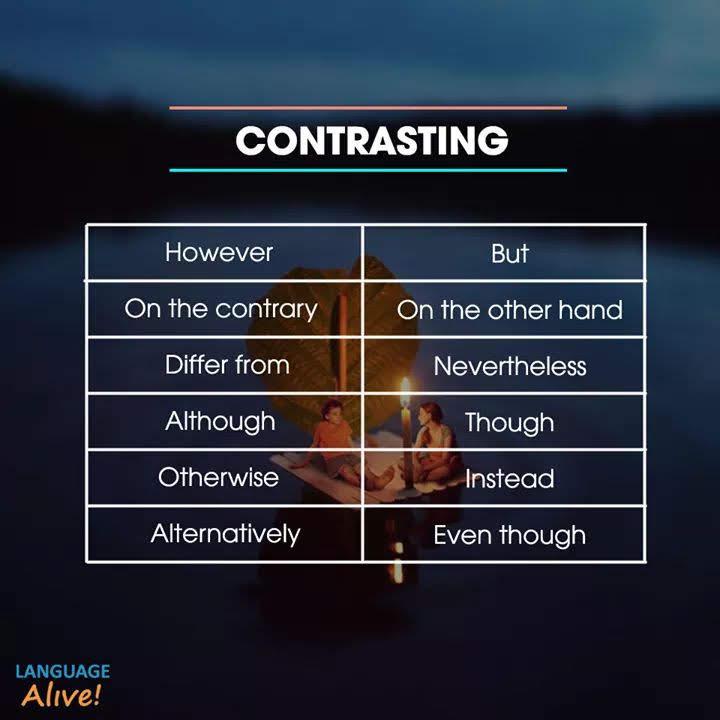 CONTRASTING
However But
On the contrary On the other hand
Differ from Nevertheless
Although Though
Otherwise Instead
Alternatively Even though
LANGUAGE
Alive!